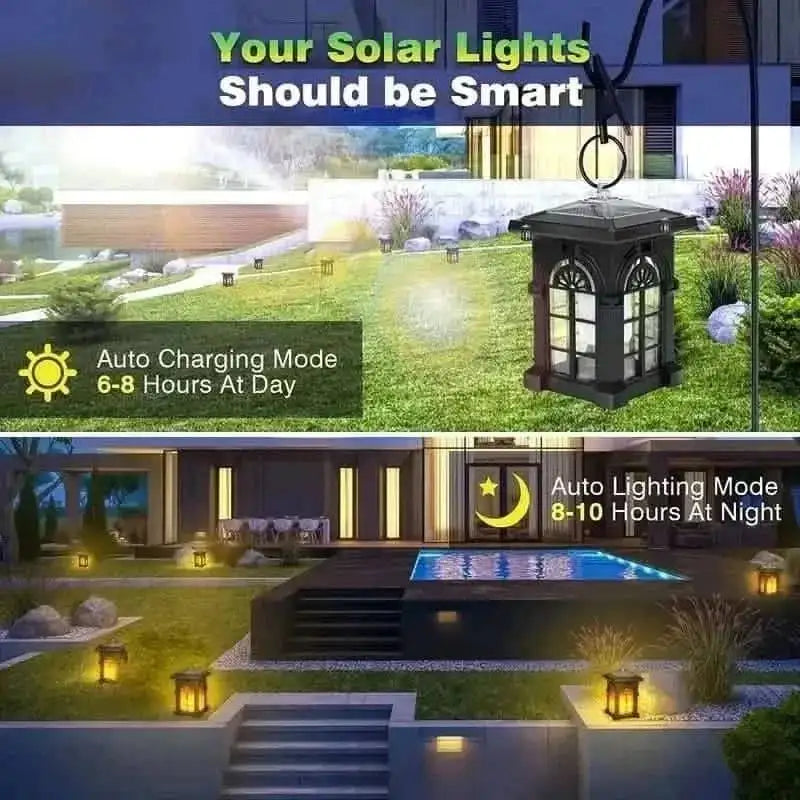 Your Solar Lights
Should be Smart
Auto Charging Mode
6-8 Hours At Day
Auto Lighting Mode
8-10 Hours At Night